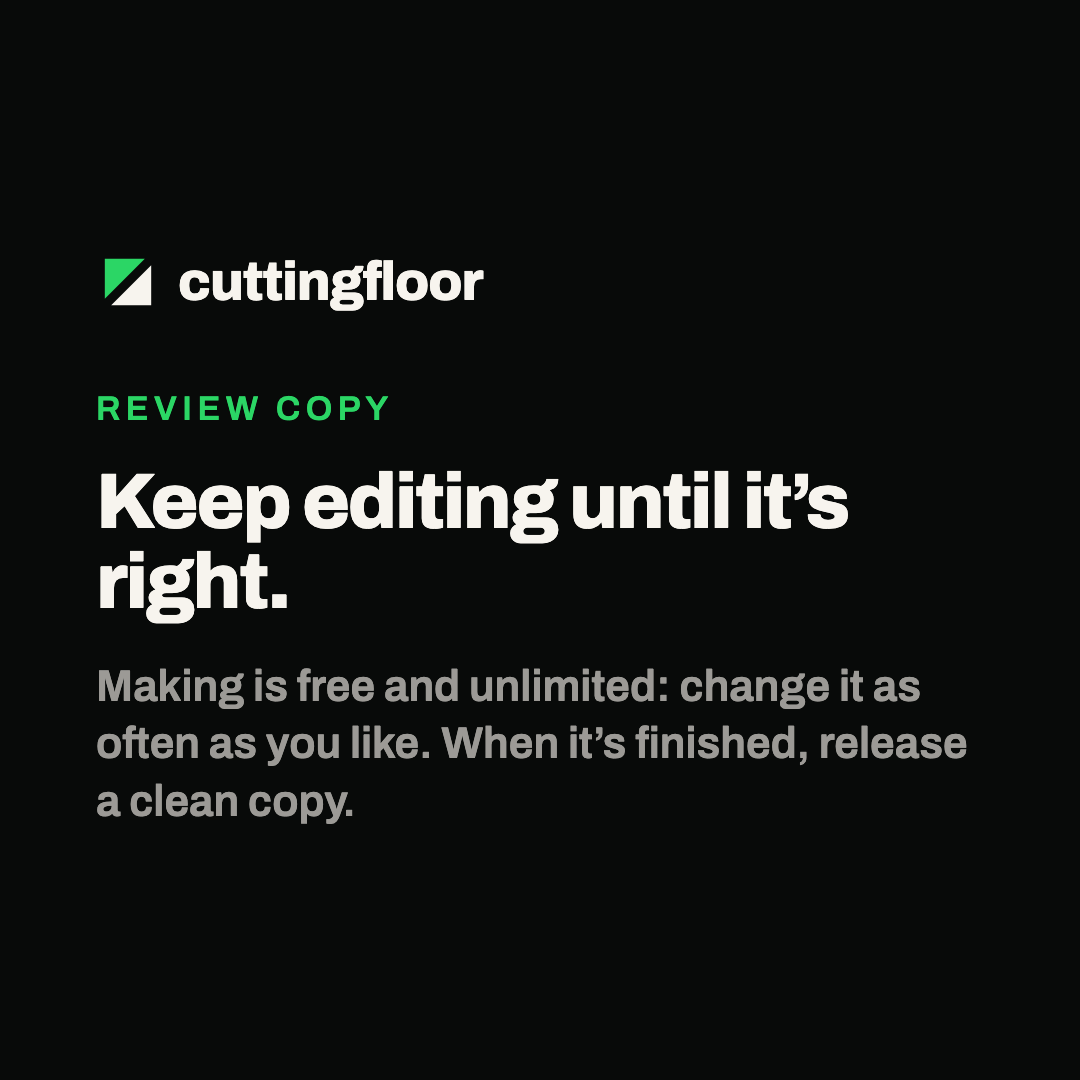 cuttingfloor
REVIEW COPY
Keep editing until it’s
right.
Making is free and unlimited: change it as
often as you like. When it’s finished, release
a clean copy.